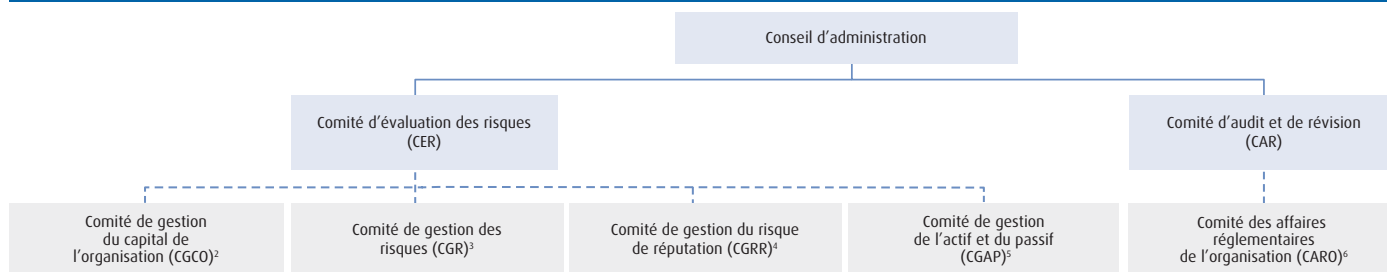 Conseil d'administration
Comité d'évaluation des risques
(CER)
Comité d'audit et de révision
(CAR)
Comité de gestion
du capital de
l'organisation (CGCO)²
Comité de gestion des
risques (CGR)³
Comité de gestion du risque
de réputation (CGRR)⁴
Comité de gestion
de l'actif et du passif
(CGAP)⁵
Comité des affaires
réglementaires
de l'organisation (CARO)⁶